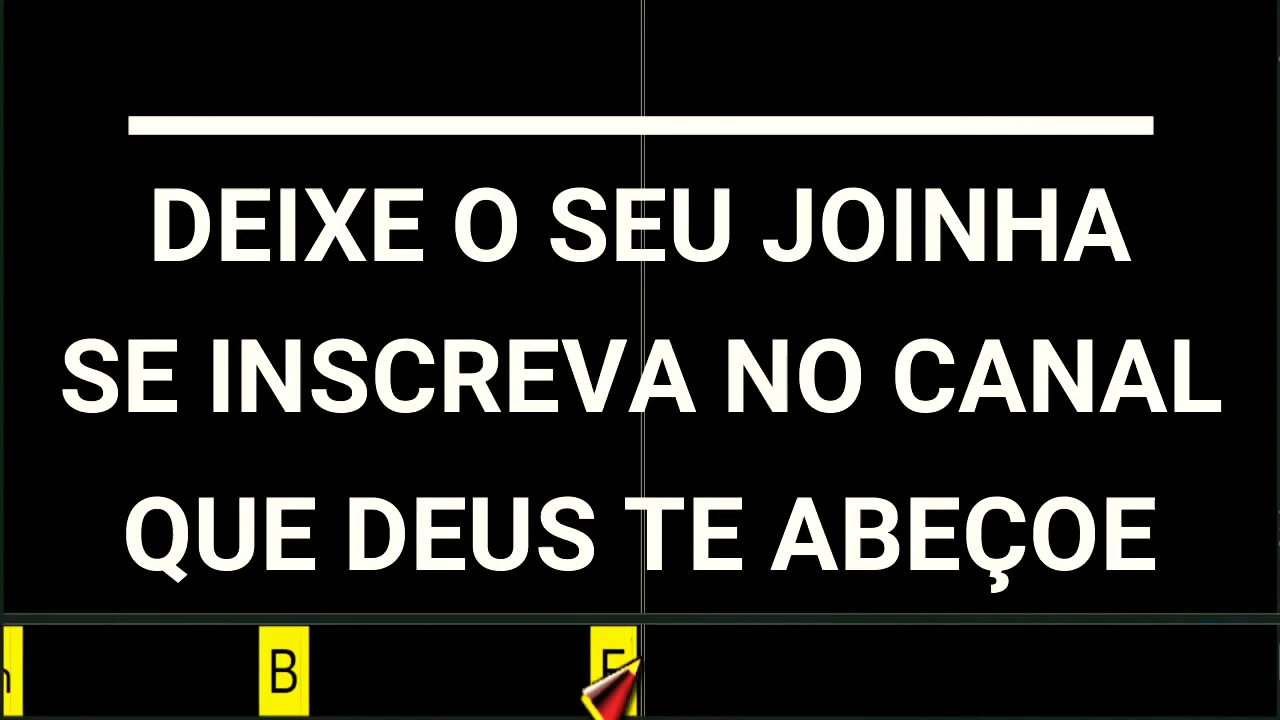 DEIXE O SEU JOINHA
SE INSCREVA NO CANAL
QUE DEUS TE ABEÇOE
B